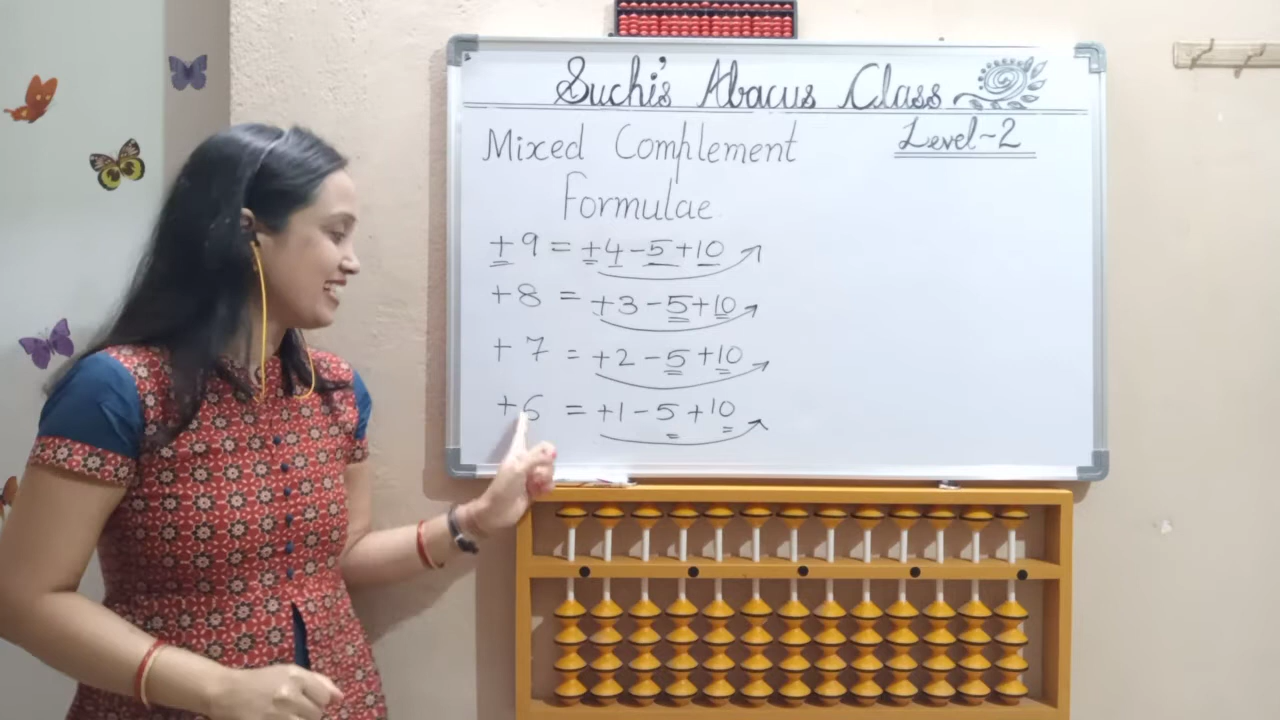 Suchi's Abacus Class
Level-2
Mixed Complement
Formulae
+9 = +4-5+10
+8 = +3-5+10
+7 = +2-5+10
+6 = +1-5+10